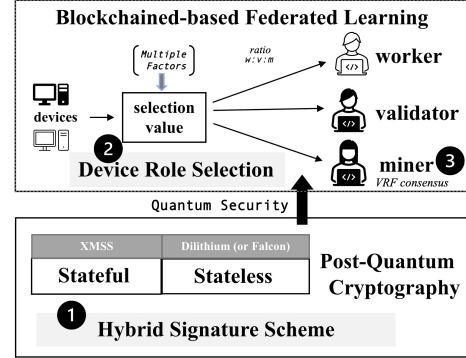 Blockchained-based Federated Learning
Multiple
Factors
ratio
w:v:m
worker
devices
selection
value
validator
2
Device Role Selection
miner
3
VRF consensus
Quantum Security
XMSS
Dilithium (or Falcon)
Stateful
Stateless
Post-Quantum
Cryptography
1
Hybrid Signature Scheme